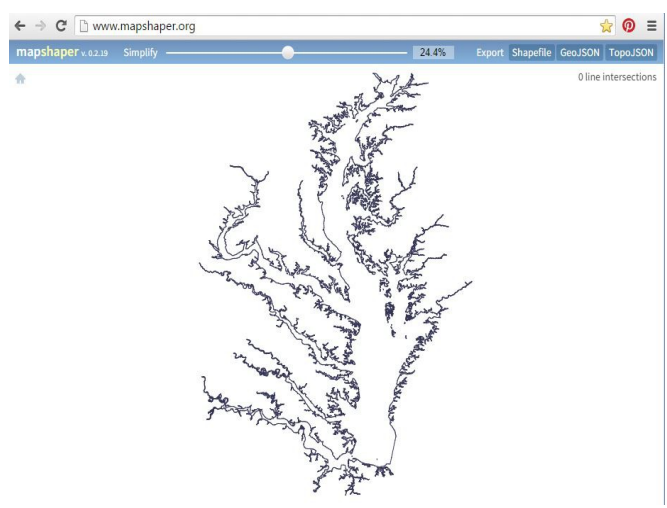 www.mapshaper.org
mapshaper v. 0.2.19 Simplify 24.4% Export Shapefile GeoJSON TopoJSON
0 line intersections